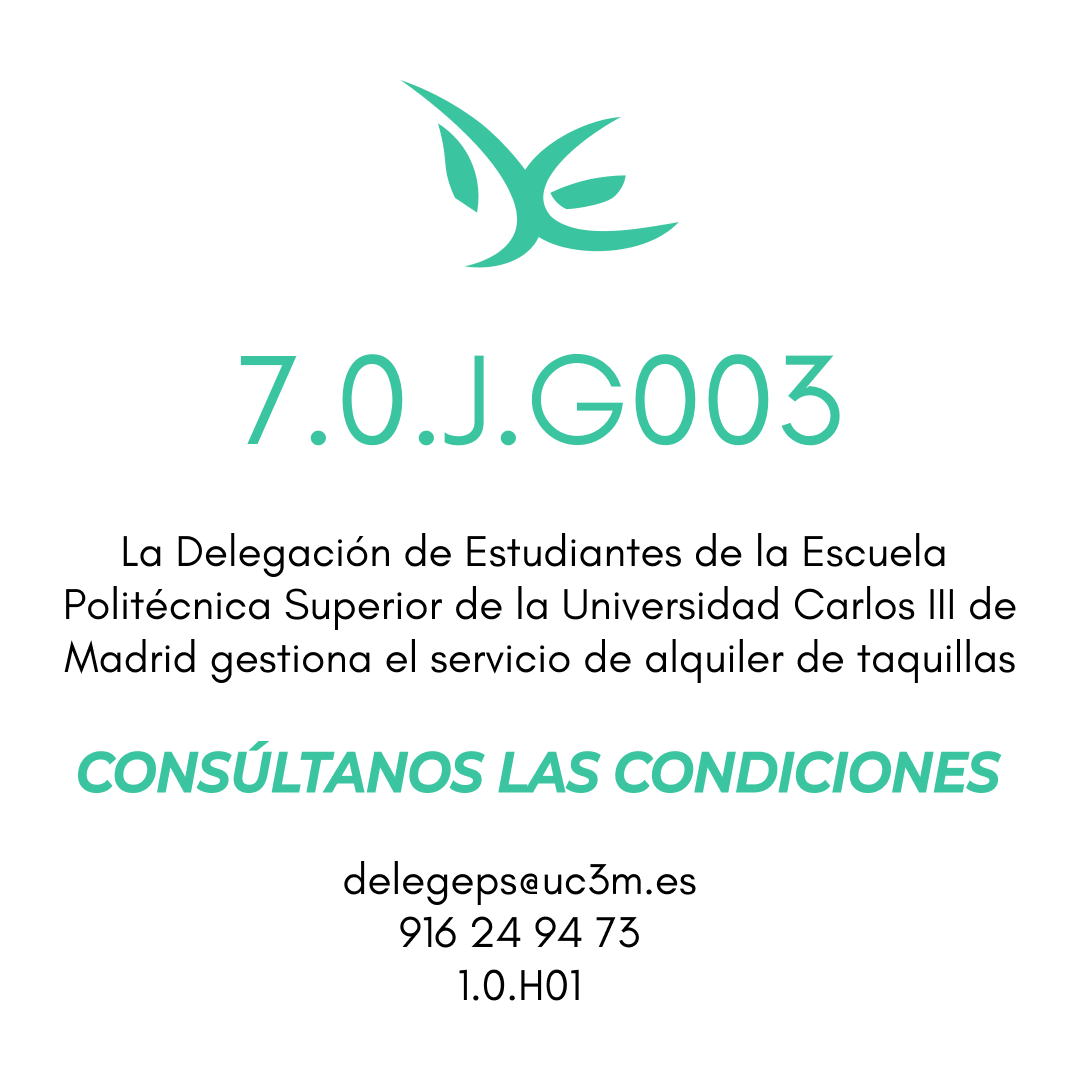 7.0.J.G003
La Delegación de Estudiantes de la Escuela
Politécnica Superior de la Universidad Carlos III de
Madrid gestiona el servicio de alquiler de taquillas
CONSÚLTANOS LAS CONDICIONES
delegeps@uc3m.es
916 24 94 73
1.0.H01